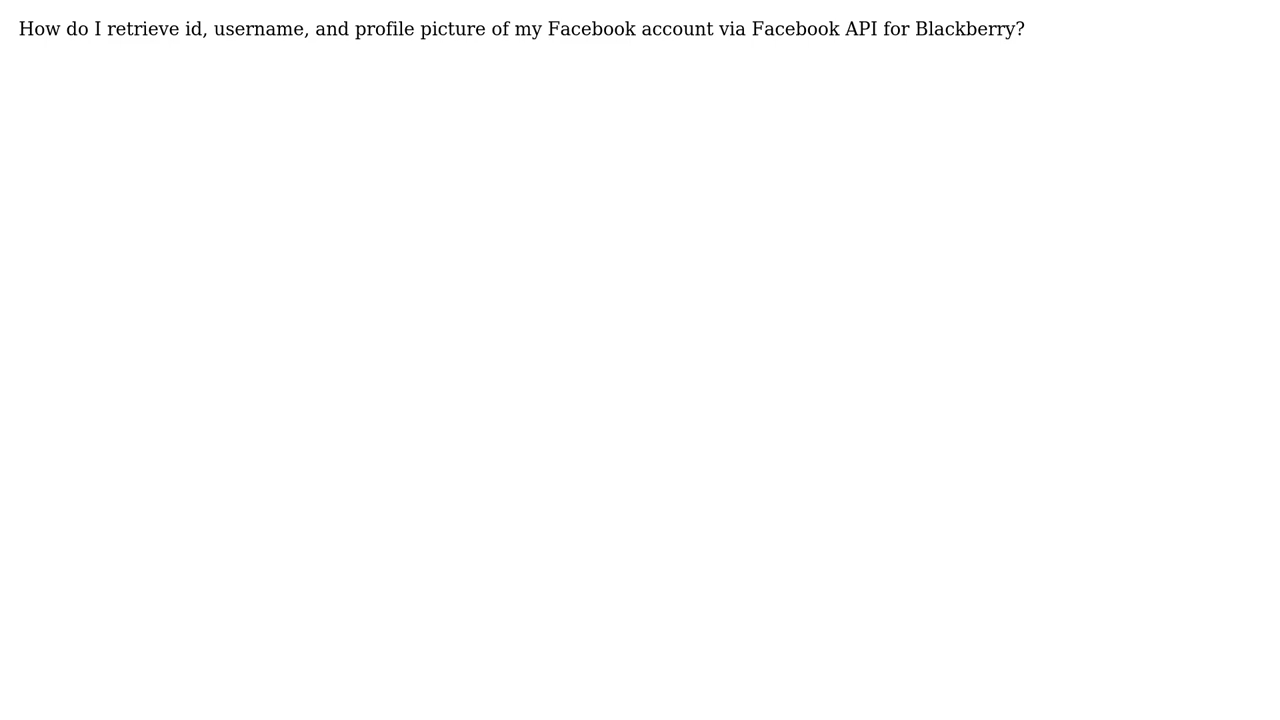 How do I retrieve id, username, and profile picture of my Facebook account via Facebook API for Blackberry?